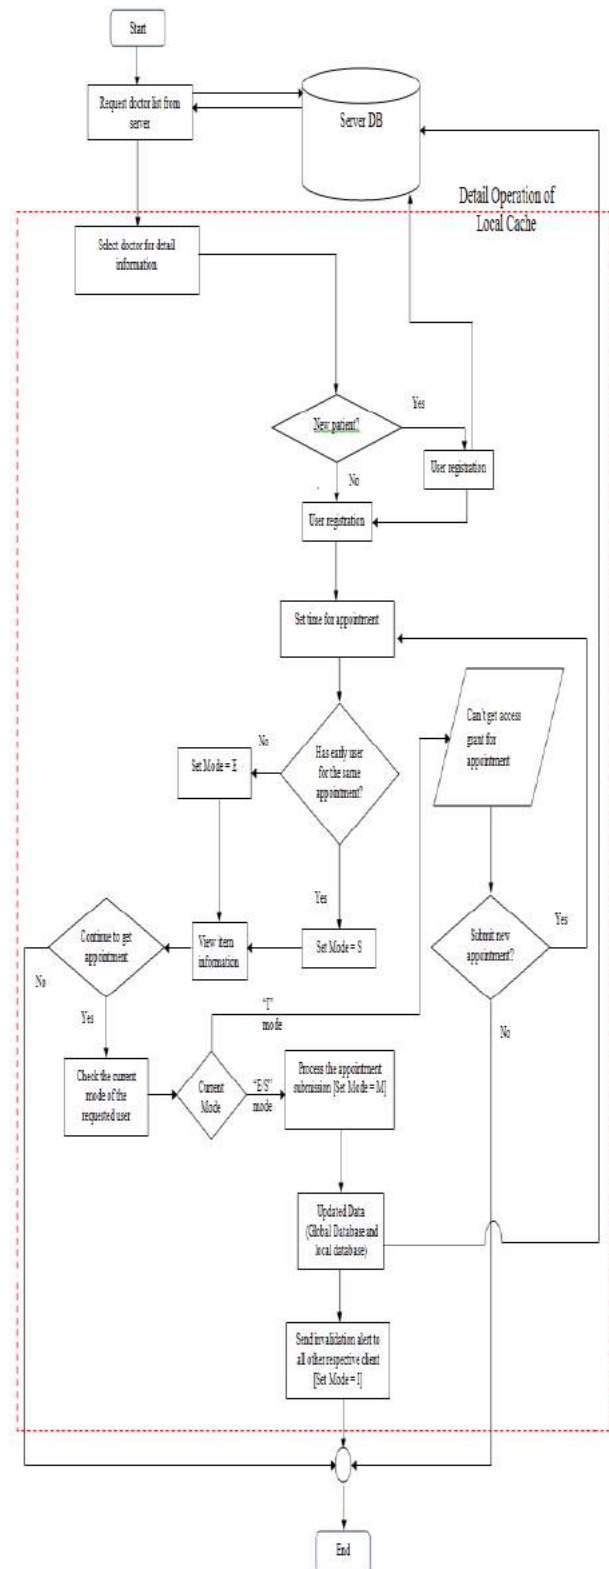 Start
Request doctor list from
server
Server DB
Detail Operation of
Local Cache
Select doctor for detail
information
New patient?
Yes
No
User registration
User registration
Set time for appointment
Has early user
for the same
appointment?
No
Set Mode = E
Yes
Set Mode = S
View item
information
Can't get access
grant for
appointment
Submit new
appointment?
Yes
No
Continue to get
appointment
No
Yes
Check the current
mode of the
requested user
Current
Mode
"I"
mode
"E/S"
mode
Process the appointment
submission [Set Mode = M]
Updated Data
(Global Database and
local database)
Send invalidation alert to
all other respective client
[Set Mode = I]
End